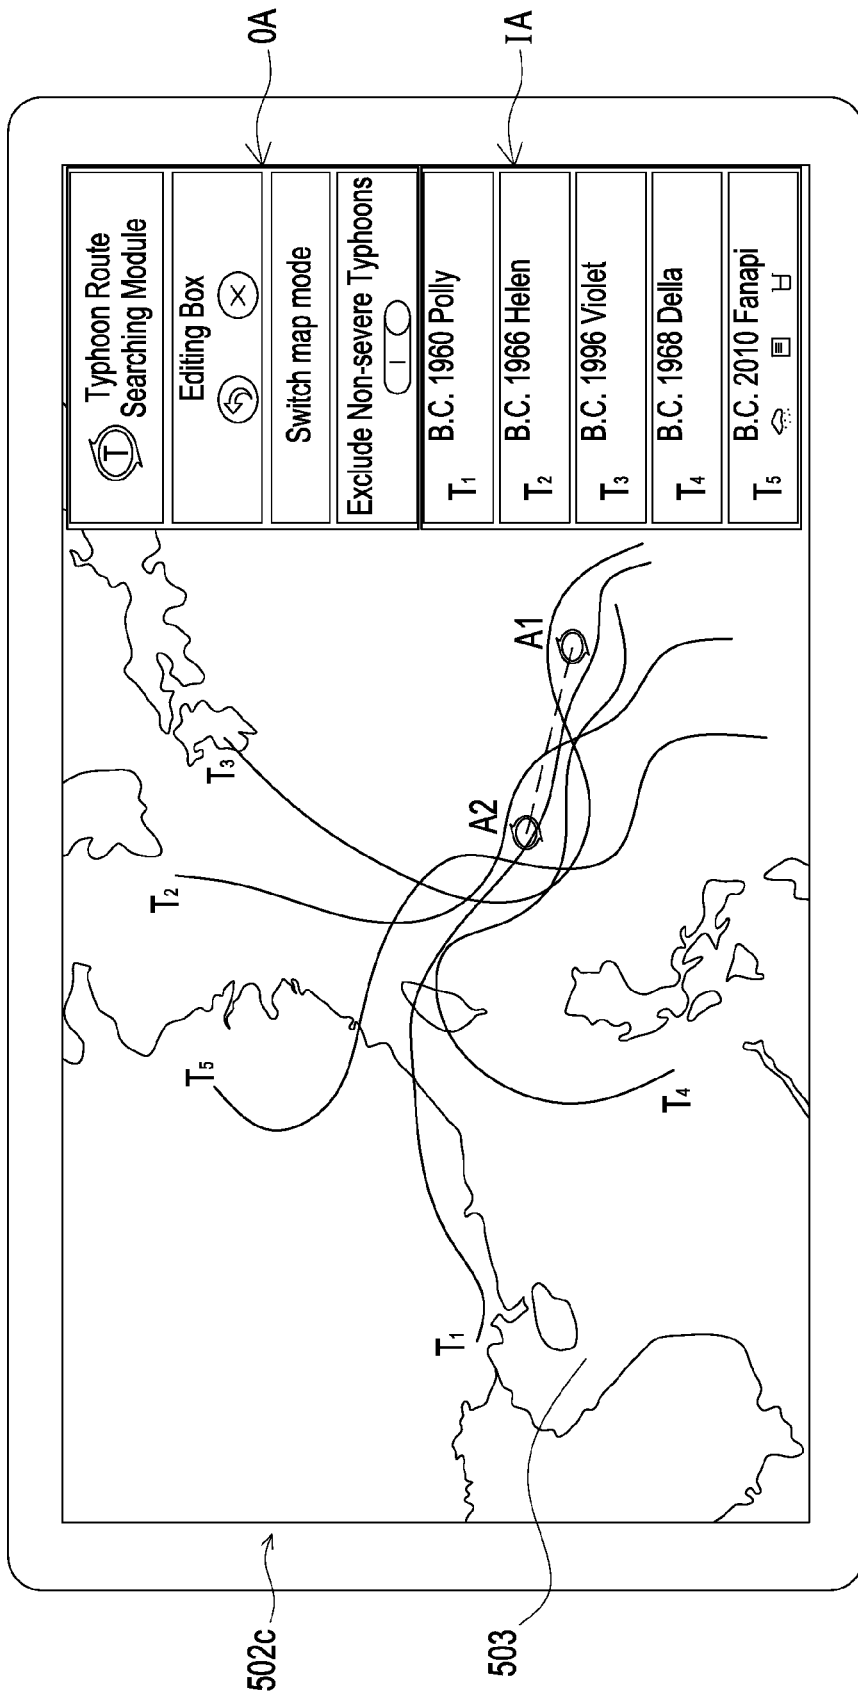 502c
503
T1
T2
T3
T4
T5
A1
A2
T
Typhoon Route
Searching Module
Editing Box
Switch map mode
Exclude Non-severe Typhoons
T1 B.C. 1960 Polly
T2 B.C. 1966 Helen
T3 B.C. 1996 Violet
T4 B.C. 1968 Della
T5 B.C. 2010 Fanapi
OA
IA